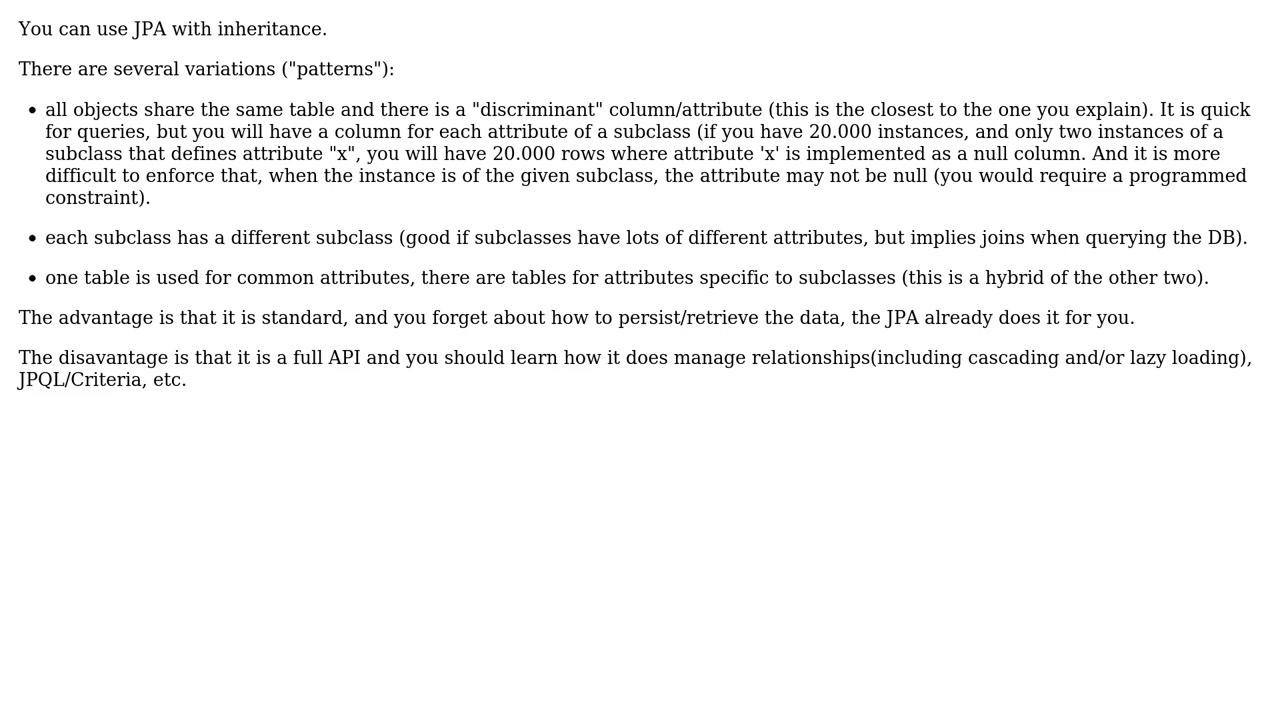 You can use JPA with inheritance.
There are several variations ("patterns"):
• all objects share the same table and there is a "discriminant" column/attribute (this is the closest to the one you explain). It is quick
for queries, but you will have a column for each attribute of a subclass (if you have 20.000 instances, and only two instances of a
subclass that defines attribute "x", you will have 20.000 rows where attribute 'x' is implemented as a null column. And it is more
difficult to enforce that, when the instance is of the given subclass, the attribute may not be null (you would require a programmed
constraint).
• each subclass has a different subclass (good if subclasses have lots of different attributes, but implies joins when querying the DB).
• one table is used for common attributes, there are tables for attributes specific to subclasses (this is a hybrid of the other two).
The advantage is that it is standard, and you forget about how to persist/retrieve the data, the JPA already does it for you.
The disavantage is that it is a full API and you should learn how it does manage relationships(including cascading and/or lazy loading),
JPQL/Criteria, etc.